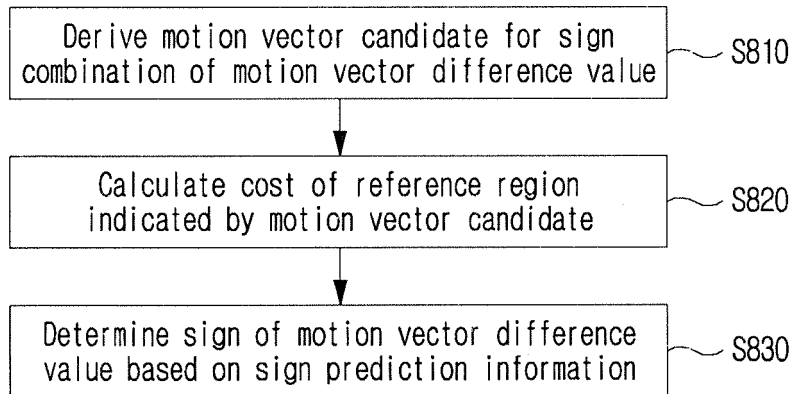 Derive motion vector candidate for sign
combination of motion vector difference value
S810
Calculate cost of reference region
indicated by motion vector candidate
S820
Determine sign of motion vector difference
value based on sign prediction information
S830